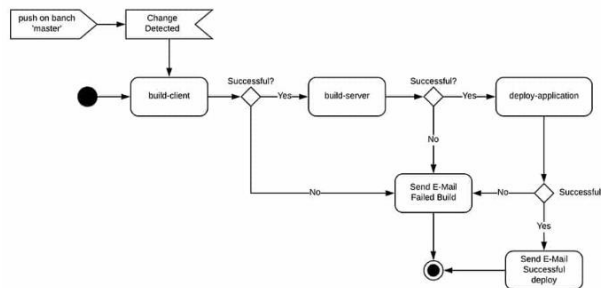 push on banch
'master'
Change
Detected
build-client
Successful?
Yes
build-server
Successful?
Yes
deploy-application
No
No
Send E-Mail
Failed Build
No
Successful
Yes
Send E-Mail
Successful
deploy